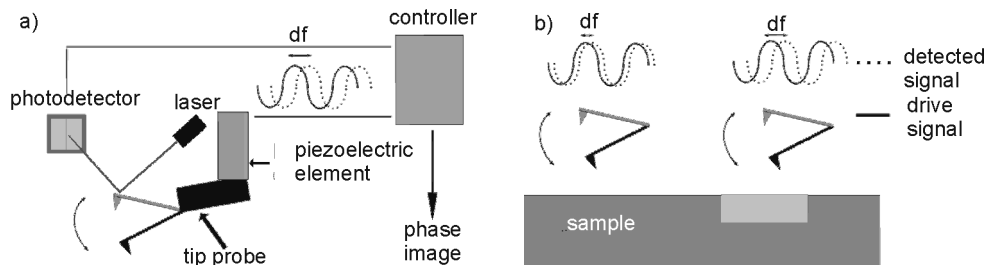 a)
controller
df
photodetector
laser
piezoelectric
element
tip probe
phase
image
b)
df
df
detected
signal
drive
signal
sample